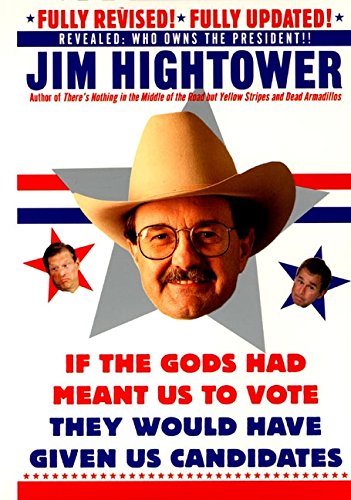 ★ FULLY REVISED! ★ FULLY UPDATED! ★
REVEALED: WHO OWNS THE PRESIDENT!!
JIM HIGHTOWER
Author of There's Nothing in the Middle of the Road but Yellow Stripes and Dead Armadillos
IF THE GODS HAD
MEANT US TO VOTE
THEY WOULD HAVE
GIVEN US CANDIDATES